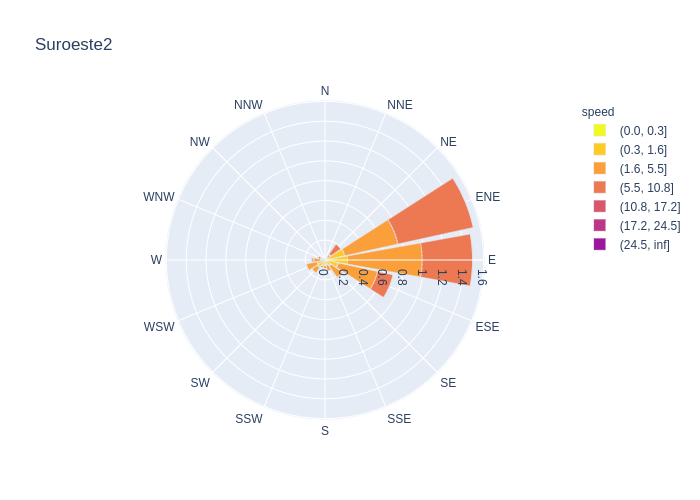 Suroeste2
N
NNE
NE
ENE
E
ESE
SE
SSE
S
SSW
SW
WSW
W
WNW
NW
NNW
0
0.2
0.4
0.6
0.8
1
1.2
1.4
1.6
speed
(0.0, 0.3]
(0.3, 1.6]
(1.6, 5.5]
(5.5, 10.8]
(10.8, 17.2]
(17.2, 24.5]
(24.5, inf]